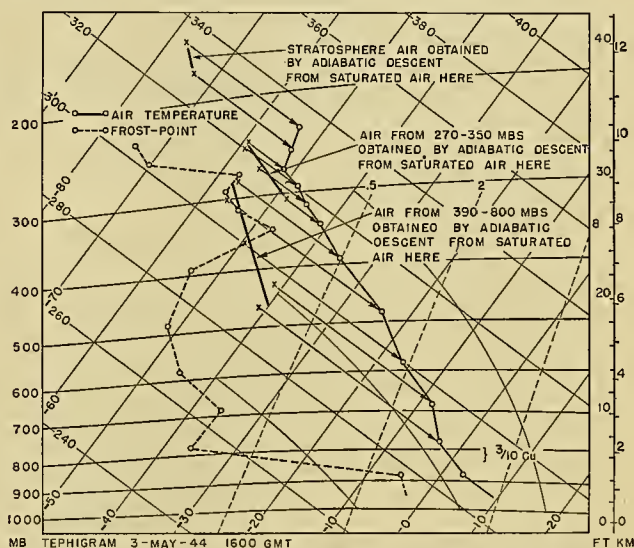 -320
340
-360
380
-400
-420
40
12
STRATOSPHERE AIR OBTAINED
BY ADIABATIC DESCENT
FROM SATURATED AIR HERE
300
AIR TEMPERATURE
FROST-POINT
200
10
AIR FROM 270-350 MBS
OBTAINED BY ADIABATIC DESCENT
FROM SATURATED AIR HERE
-80
280
.5
2
30
300
8
AIR FROM 390-800 MBS
OBTAINED BY ADIABATIC
DESCENT FROM SATURATED
AIR HERE
-70
400
20
6
260
500
600
4
-60
10
700
240
} 3/10 Cu
2
800
900
-50
-40
-30
-20
-10
-0
10
-20
1000
0
0
MB TEPHIGRAM 3-MAY-44 1600 GMT
FT KM